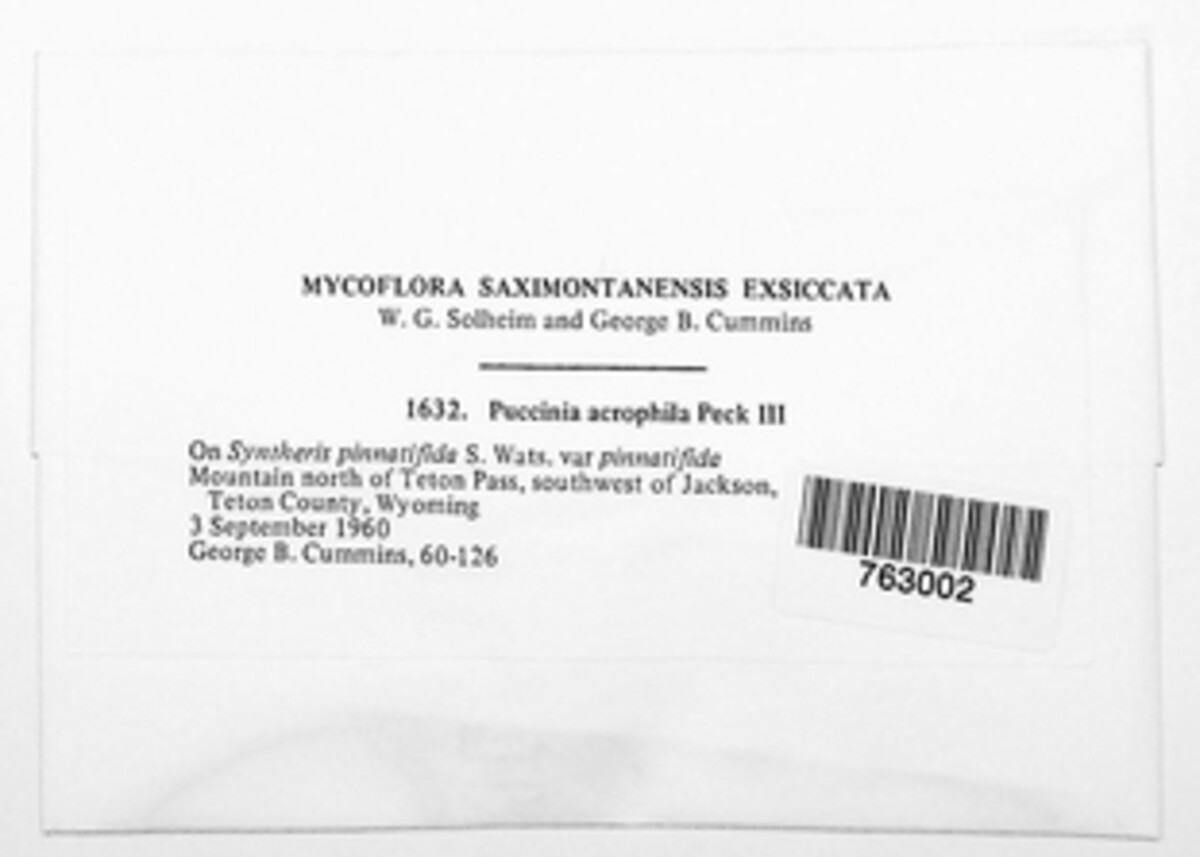 MYCOFLORA SAXIMONTANENSIS EXSICCATA
W. G. Solheim and George B. Cummins
1632. Puccinia acrophila Peck III
On Syntheris pinnatifida S. Wats. var pinnatifida
Mountain north of Teton Pass, southwest of Jackson,
Teton County, Wyoming
3 September 1960
George B. Cummins, 60-126
763002